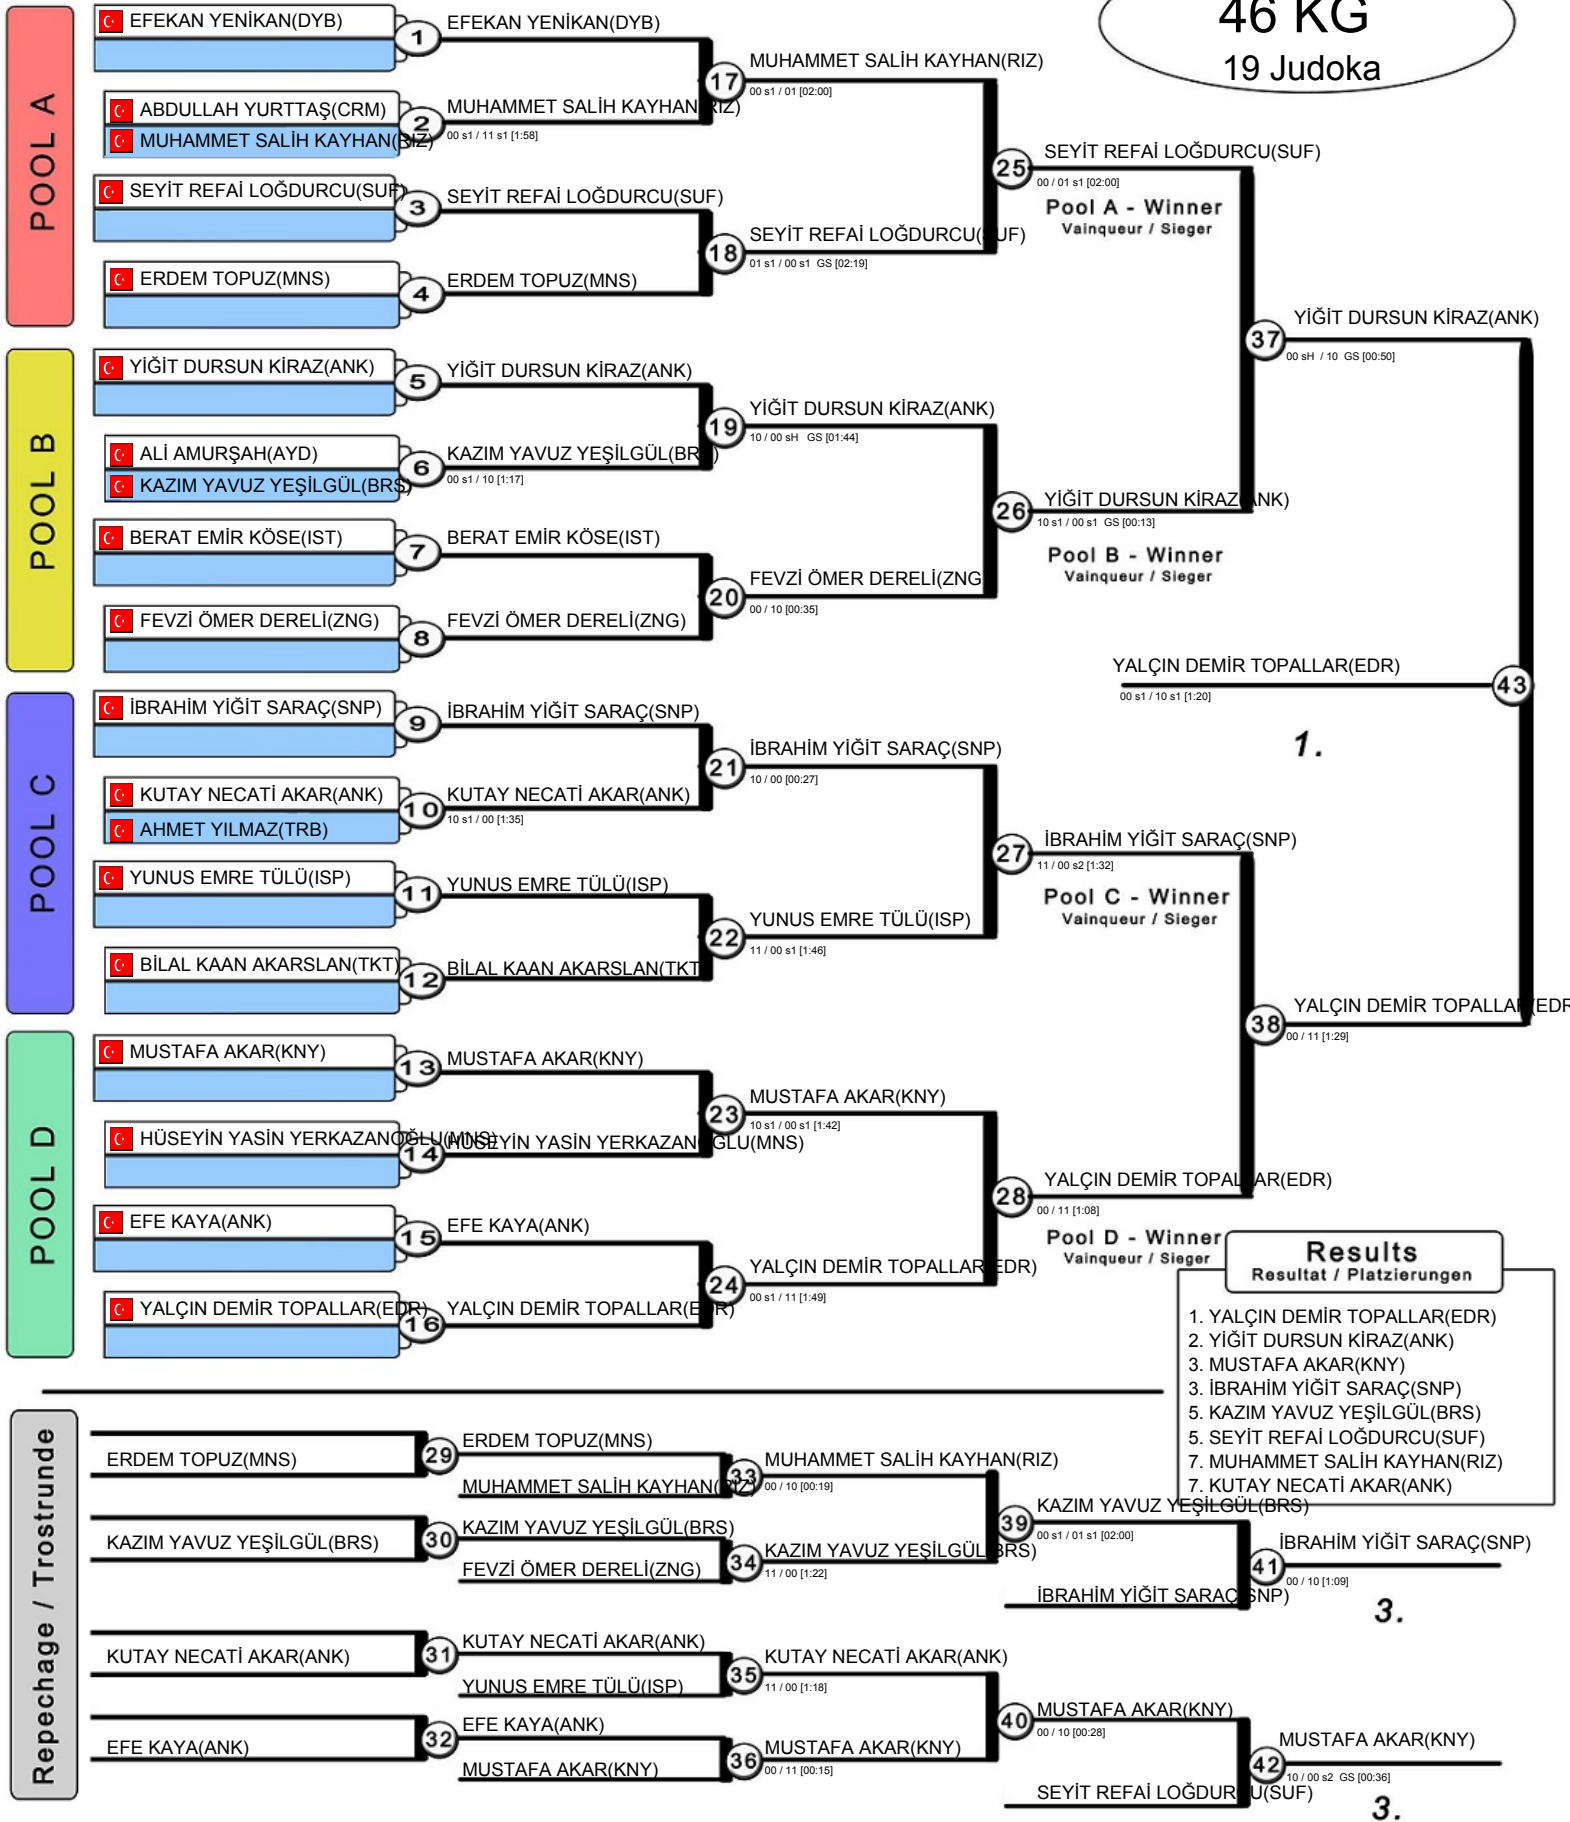 46 KG
19 Judoka
POOL A
EFEKAN YENİKAN(DYB)
1
EFEKAN YENİKAN(DYB)
ABDULLAH YURTTAŞ(CRM)
MUHAMMET SALİH KAYHAN(RIZ)
2
MUHAMMET SALİH KAYHAN(RIZ)
00 s1 / 11 s1 [1:58]
17
MUHAMMET SALİH KAYHAN(RIZ)
00 s1 / 01 [02:00]
SEYİT REFAİ LOĞDURCU(SUF)
3
SEYİT REFAİ LOĞDURCU(SUF)
ERDEM TOPUZ(MNS)
4
ERDEM TOPUZ(MNS)
18
SEYİT REFAİ LOĞDURCU(SUF)
01 s1 / 00 s1 GS [02:19]
25
SEYİT REFAİ LOĞDURCU(SUF)
00 / 01 s1 [02:00]
Pool A - Winner
Vainqueur / Sieger
POOL B
YİĞİT DURSUN KİRAZ(ANK)
5
YİĞİT DURSUN KİRAZ(ANK)
ALİ AMURŞAH(AYD)
KAZIM YAVUZ YEŞİLGÜL(BRS)
6
KAZIM YAVUZ YEŞİLGÜL(BRS)
00 s1 / 10 [1:17]
19
YİĞİT DURSUN KİRAZ(ANK)
10 / 00 sH GS [01:44]
BERAT EMİR KÖSE(IST)
7
BERAT EMİR KÖSE(IST)
FEVZİ ÖMER DERELİ(ZNG)
8
FEVZİ ÖMER DERELİ(ZNG)
20
FEVZİ ÖMER DERELİ(ZNG
00 / 10 [00:35]
26
YİĞİT DURSUN KİRAZ(ANK)
10 s1 / 00 s1 GS [00:13]
Pool B - Winner
Vainqueur / Sieger
37
YİĞİT DURSUN KİRAZ(ANK)
00 sH / 10 GS [00:50]
YALÇIN DEMİR TOPALLAR(EDR)
00 s1 / 10 s1 [1:20]
43
1.
POOL C
İBRAHİM YİĞİT SARAÇ(SNP)
9
İBRAHİM YİĞİT SARAÇ(SNP)
KUTAY NECATİ AKAR(ANK)
AHMET YILMAZ(TRB)
10
KUTAY NECATİ AKAR(ANK)
10 s1 / 00 [1:35]
21
İBRAHİM YİĞİT SARAÇ(SNP)
10 / 00 [00:27]
YUNUS EMRE TÜLÜ(ISP)
11
YUNUS EMRE TÜLÜ(ISP)
BİLAL KAAN AKARSLAN(TKT)
12
BİLAL KAAN AKARSLAN(TKT
22
YUNUS EMRE TÜLÜ(ISP)
11 / 00 s1 [1:46]
27
İBRAHİM YİĞİT SARAÇ(SNP)
11 / 00 s2 [1:32]
Pool C - Winner
Vainqueur / Sieger
POOL D
MUSTAFA AKAR(KNY)
13
MUSTAFA AKAR(KNY)
HÜSEYİN YASİN YERKAZANOĞLU(MNS)
14
HÜSEYİN YASİN YERKAZANOĞLU(MNS)
23
MUSTAFA AKAR(KNY)
10 s1 / 00 s1 [1:42]
EFE KAYA(ANK)
15
EFE KAYA(ANK)
YALÇIN DEMİR TOPALLAR(EDR)
16
YALÇIN DEMİR TOPALLAR(EDR)
24
YALÇIN DEMİR TOPALLAR(EDR)
00 s1 / 11 [1:49]
28
YALÇIN DEMİR TOPALLAR(EDR)
00 / 11 [1:08]
Pool D - Winner
Vainqueur / Sieger
38
YALÇIN DEMİR TOPALLAR(EDR
00 / 11 [1:29]
Results
Resultat / Platzierungen
1. YALÇIN DEMİR TOPALLAR(EDR)
2. YİĞİT DURSUN KİRAZ(ANK)
3. MUSTAFA AKAR(KNY)
3. İBRAHİM YİĞİT SARAÇ(SNP)
5. KAZIM YAVUZ YEŞİLGÜL(BRS)
5. SEYİT REFAİ LOĞDURCU(SUF)
7. MUHAMMET SALİH KAYHAN(RIZ)
7. KUTAY NECATİ AKAR(ANK)
Repechage / Trostrunde
ERDEM TOPUZ(MNS)
29
ERDEM TOPUZ(MNS)
MUHAMMET SALİH KAYHAN(RIZ)
33
MUHAMMET SALİH KAYHAN(RIZ)
00 / 10 [00:19]
KAZIM YAVUZ YEŞİLGÜL(BRS)
30
KAZIM YAVUZ YEŞİLGÜL(BRS)
FEVZİ ÖMER DERELİ(ZNG)
34
KAZIM YAVUZ YEŞİLGÜL(BRS)
11 / 00 [1:22]
39
KAZIM YAVUZ YEŞİLGÜL(BRS)
00 s1 / 01 s1 [02:00]
İBRAHİM YİĞİT SARAÇ(SNP)
41
İBRAHİM YİĞİT SARAÇ(SNP)
00 / 10 [1:09]
3.
KUTAY NECATİ AKAR(ANK)
31
KUTAY NECATİ AKAR(ANK)
YUNUS EMRE TÜLÜ(ISP)
35
KUTAY NECATİ AKAR(ANK)
11 / 00 [1:18]
EFE KAYA(ANK)
32
EFE KAYA(ANK)
MUSTAFA AKAR(KNY)
36
MUSTAFA AKAR(KNY)
00 / 11 [00:15]
40
MUSTAFA AKAR(KNY)
00 / 10 [00:28]
SEYİT REFAİ LOĞDURCU(SUF)
42
MUSTAFA AKAR(KNY)
10 / 00 s2 GS [00:36]
3.